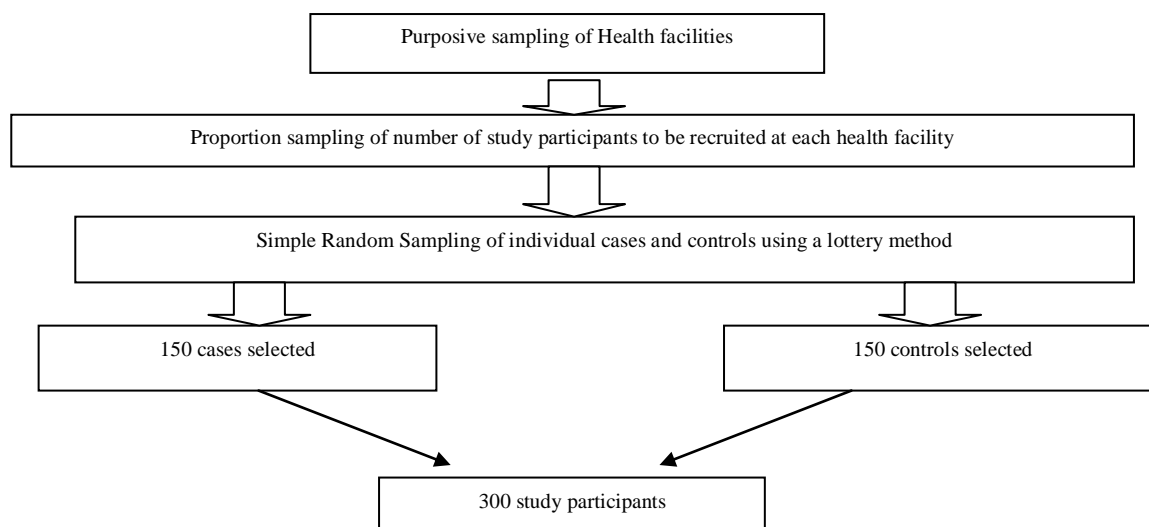 Purposive sampling of Health facilities
Proportion sampling of number of study participants to be recruited at each health facility
Simple Random Sampling of individual cases and controls using a lottery method
150 cases selected
150 controls selected
300 study participants